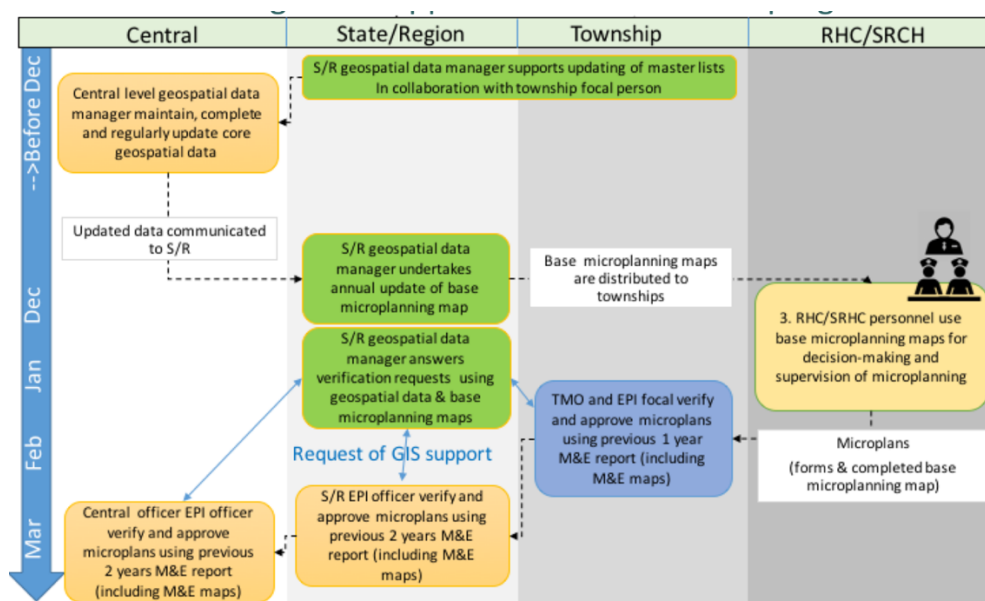 Central
State/Region
Township
RHC/SRCH
-->Before Dec
Dec
Jan
Feb
Mar
S/R geospatial data manager supports updating of master lists
In collaboration with township focal person
Central level geospatial data
manager maintain, complete
and regularly update core
geospatial data
Updated data communicated
to S/R
S/R geospatial data
manager undertakes
annual update of base
microplanning map
Base microplanning maps
are distributed to
townships
3. RHC/SRHC personnel use
base microplanning maps for
decision-making and
supervision of microplanning
S/R geospatial data
manager answers
verification requests using
geospatial data & base
microplanning maps
TMO and EPI focal verify
and approve microplans
using previous 1 year
M&E report (including
M&E maps)
Microplans
(forms & completed base
microplanning map)
Request of GIS support
S/R EPI officer verify and
approve microplans using
previous 2 years M&E
report (including M&E
maps)
Central officer EPI officer
verify and approve
microplans using previous
2 years M&E report
(including M&E maps)